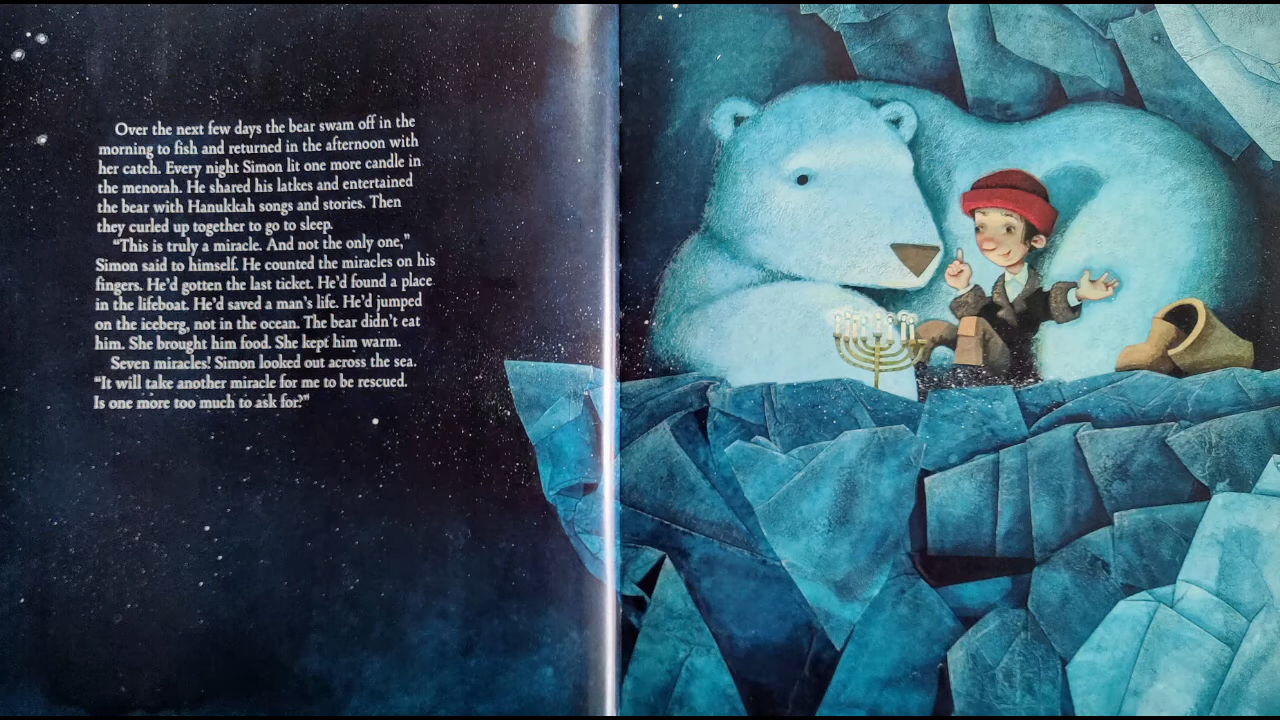 Over the next few days the bear swam off in the
morning to fish and returned in the afternoon with
her catch. Every night Simon lit one more candle in
the menorah. He shared his latkes and entertained
the bear with Hanukkah songs and stories. Then
they curled up together to go to sleep.
“This is truly a miracle. And not the only one,”
Simon said to himself. He counted the miracles on his
fingers. He’d gotten the last ticket. He’d found a place
in the lifeboat. He’d saved a man’s life. He’d jumped
on the iceberg, not in the ocean. The bear didn’t eat
him. She brought him food. She kept him warm.
Seven miracles! Simon looked out across the sea.
“It will take another miracle for me to be rescued.
Is one more too much to ask for?”